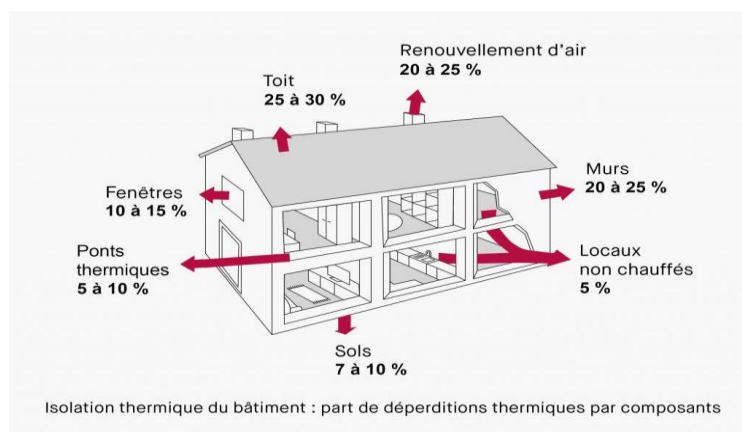 Renouvellement d'air
20 à 25 %
Toit
25 à 30 %
Murs
20 à 25 %
Fenêtres
10 à 15 %
Ponts
thermiques
5 à 10 %
Locaux
non chauffés
5 %
Sols
7 à 10 %
Isolation thermique du bâtiment : part de déperditions thermiques par composants